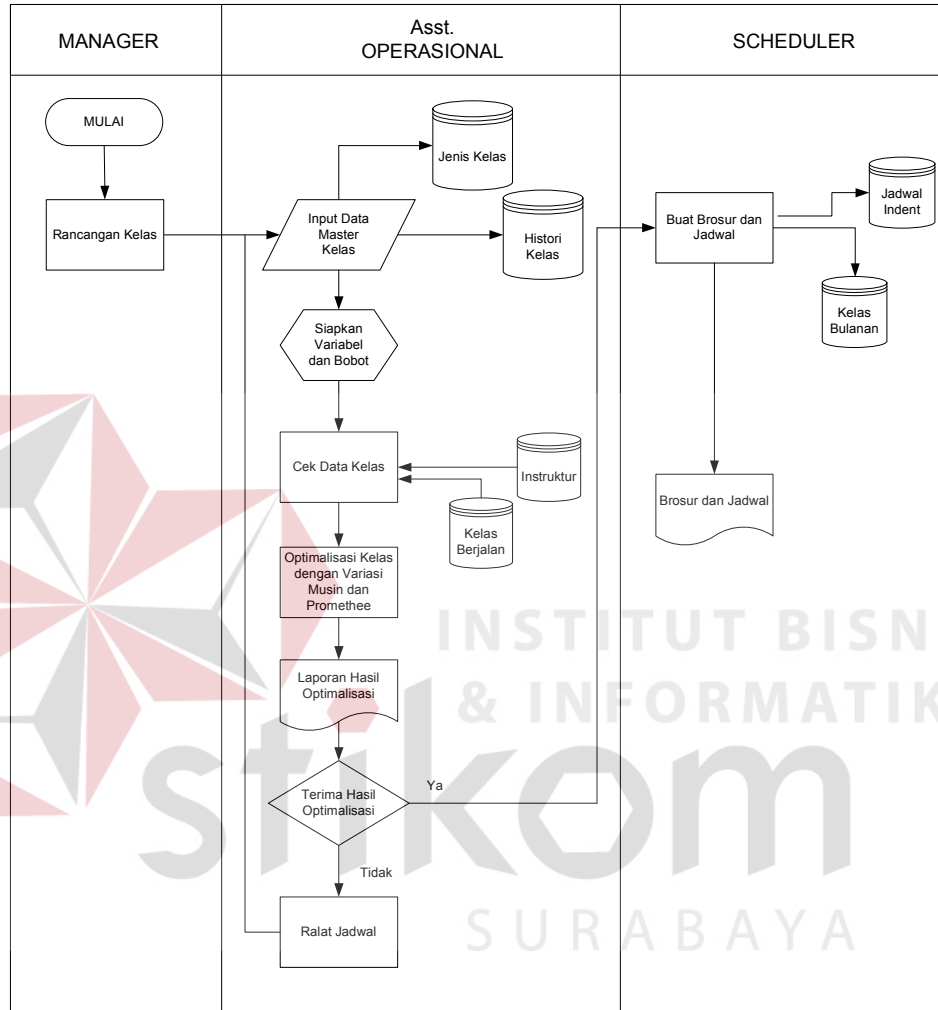 MANAGER
Asst.
OPERASIONAL
SCHEDULER
MULAI
Rancangan Kelas
Input Data
Master
Kelas
Jenis Kelas
Histori
Kelas
Siapkan
Variabel
dan Bobot
Cek Data Kelas
Instruktur
Kelas
Berjalan
Optimalisasi Kelas
dengan Variasi
Musin dan
Promethee
Laporan Hasil
Optimalisasi
Terima Hasil
Optimalisasi
Ya
Tidak
Ralat Jadwal
Buat Brosur dan
Jadwal
Jadwal
Indent
Kelas
Bulanan
Brosur dan Jadwal
INSTITUT BISN
& INFORMATIK
stikom
SURABAYA